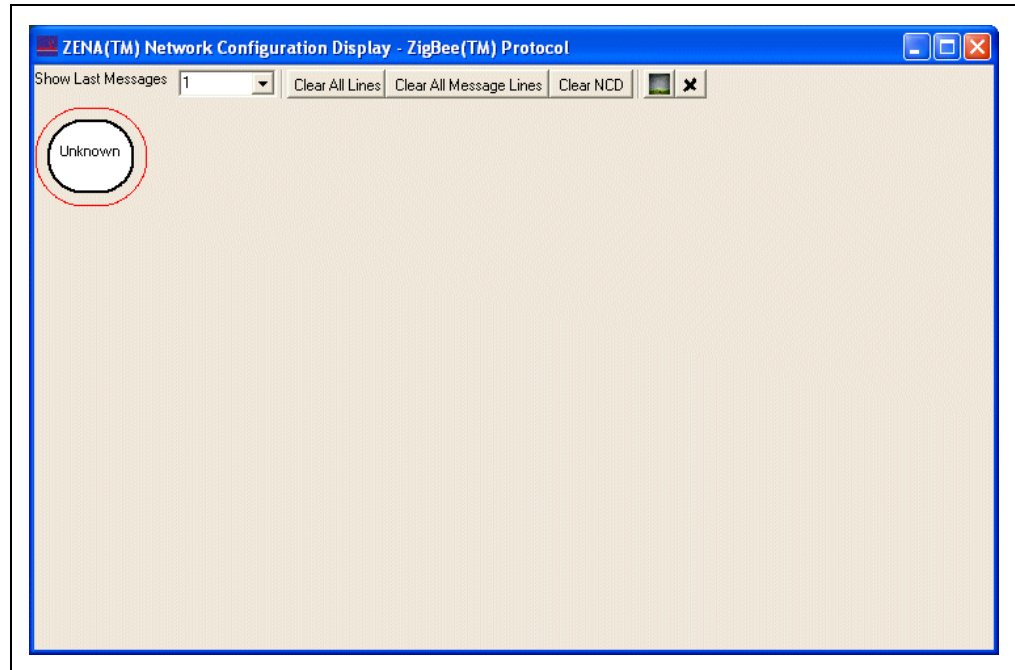 ZENA(TM) Network Configuration Display - ZigBee(TM) Protocol
Show Last Messages 1 Clear All Lines Clear All Message Lines Clear NCD
Unknown